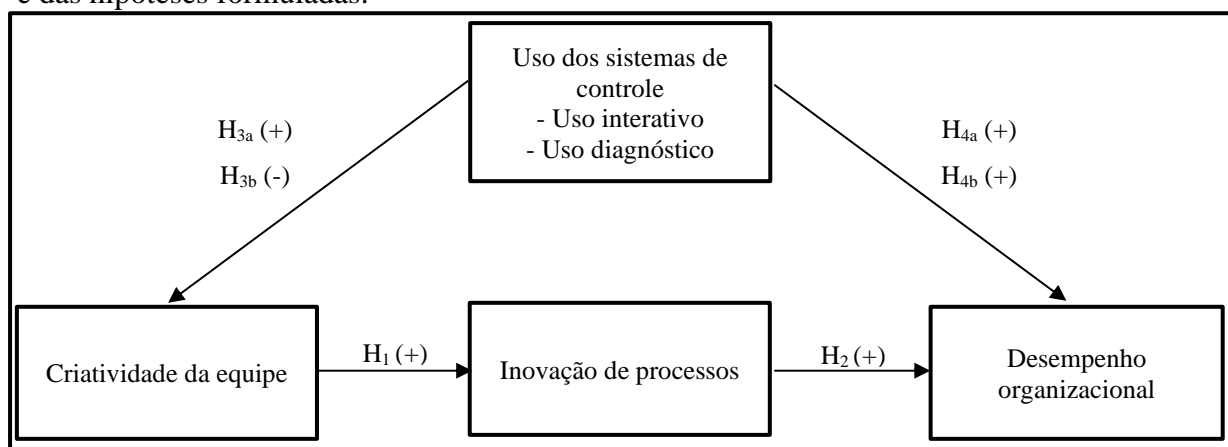 e das hipóteses formuladas.
Uso dos sistemas de
controle
- Uso interativo
- Uso diagnóstico
H3a (+)
H3b (-)
H4a (+)
H4b (+)
Criatividade da equipe
H1 (+)
Inovação de processos
H2 (+)
Desempenho
organizacional